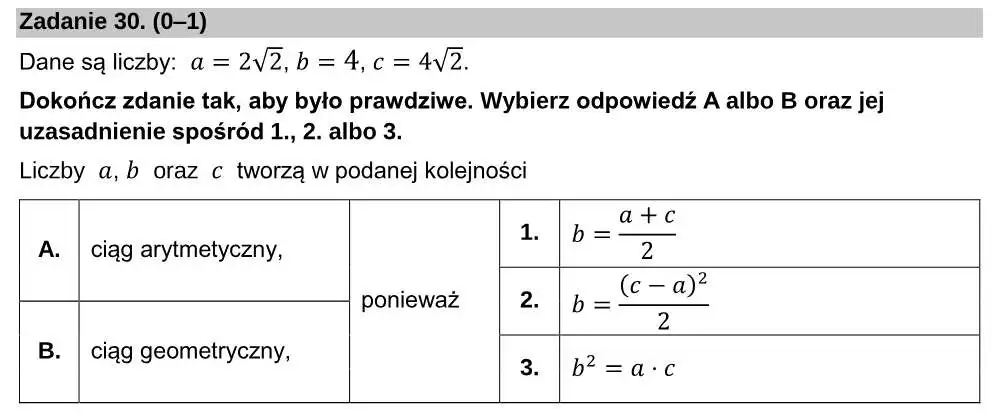 Zadanie 30. (0–1)
Dane są liczby: a = 2√2, b = 4, c = 4√2.
Dokończ zdanie tak, aby było prawdziwe. Wybierz odpowiedź A albo B oraz jej
uzasadnienie spośród 1., 2. albo 3.
Liczby a, b oraz c tworzą w podanej kolejności
A. ciąg arytmetyczny,
B. ciąg geometryczny,
ponieważ
1. b = (a + c)/2
2. b = (c − a)²/2
3. b² = a · c